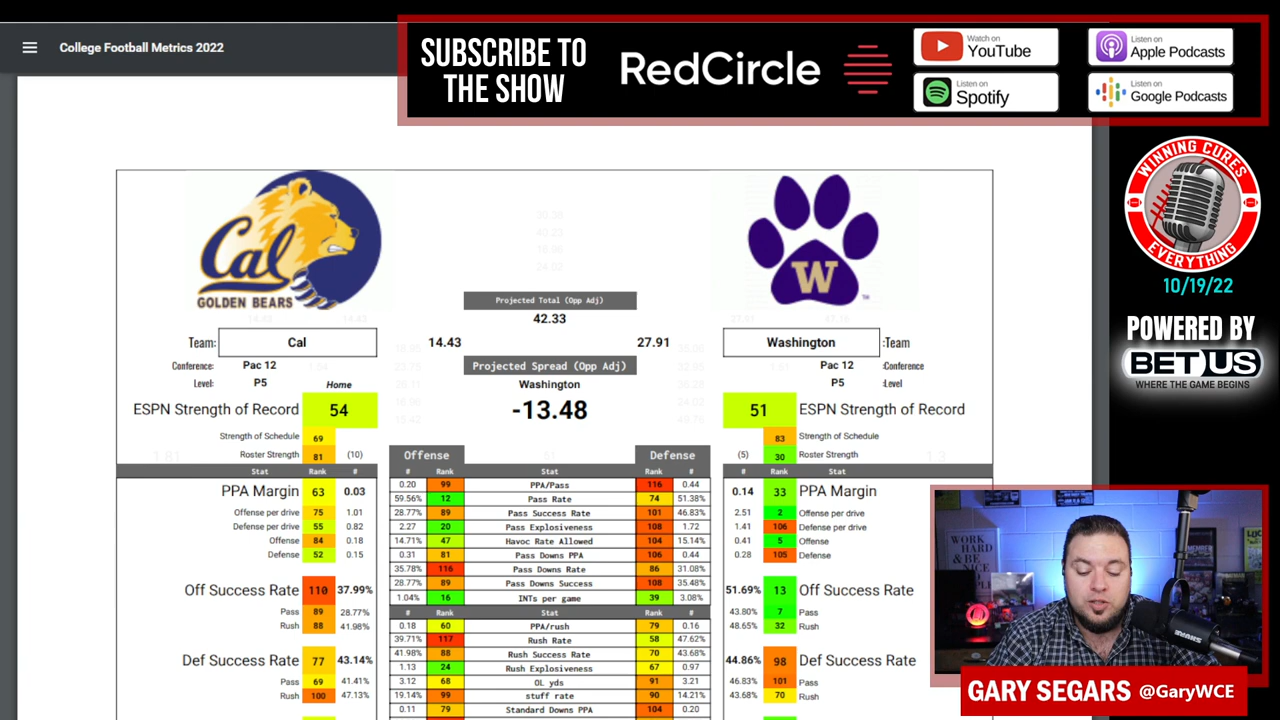 College Football Metrics 2022
SUBSCRIBE TO
THE SHOW
RedCircle
Watch on
YouTube
Listen on
Spotify
Listen on
Apple Podcasts
Listen on
Google Podcasts
WINNING CURES
EVERYTHING
10/19/22
POWERED BY
BETUS
WHERE THE GAME BEGINS
Cal
GOLDEN BEARS
W
Projected Total (Opp Adj)
42.33
14.43 27.91
Projected Spread (Opp Adj)
Washington
-13.48
Team: Cal
Conference: Pac 12
Level: P5 Home
ESPN Strength of Record 54
Strength of Schedule 69
Roster Strength 81 (10)
Washington :Team
Pac 12 :Conference
P5 :Level
51 ESPN Strength of Record
83 Strength of Schedule
(5) 30 Roster Strength
Stat Rank #
PPA Margin 63 0.03
Offense per drive 75 1.01
Defense per drive 55 0.82
Offense 84 0.18
Defense 52 0.15
Off Success Rate 110 37.99%
Pass 89 28.77%
Rush 88 41.98%
Def Success Rate 77 43.14%
Pass 69 41.41%
Rush 100 47.13%
Offense Defense
# Rank Stat Rank #
0.20 99 PPA/Pass 116 0.44
59.56% 12 Pass Rate 74 51.38%
28.77% 89 Pass Success Rate 101 46.83%
2.27 20 Pass Explosiveness 108 1.72
14.71% 47 Havoc Rate Allowed 104 15.14%
0.31 81 Pass Downs PPA 106 0.44
35.78% 116 Pass Downs Rate 86 31.08%
28.77% 89 Pass Downs Success 108 35.48%
1.04% 16 INTs per game 39 3.08%
# Rank Stat Rank #
0.18 60 PPA/rush 79 0.16
39.71% 117 Rush Rate 58 47.62%
41.98% 88 Rush Success Rate 70 43.68%
1.13 24 Rush Explosiveness 67 0.97
3.12 68 OL yds 91 3.21
19.14% 99 stuff rate 90 14.21%
0.11 79 Standard Downs PPA 104 0.20
# Rank Stat
0.14 33 PPA Margin
2.51 2 Offense per drive
1.41 106 Defense per drive
0.41 5 Offense
0.28 105 Defense
51.69% 13 Off Success Rate
43.80% 7 Pass
48.65% 32 Rush
44.86% 98 Def Success Rate
46.83% 101 Pass
43.68% 70 Rush
WORK
HARD
&
GARY SEGARS @GaryWCE